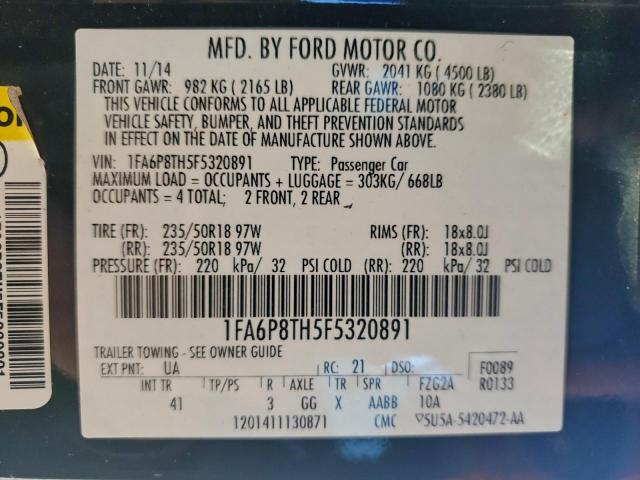 MFD. BY FORD MOTOR CO.
DATE: 11/14 GVWR: 2041 KG (4500 LB)
FRONT GAWR: 982 KG (2165 LB) REAR GAWR: 1080 KG (2380 LB)
THIS VEHICLE CONFORMS TO ALL APPLICABLE FEDERAL MOTOR
VEHICLE SAFETY, BUMPER, AND THEFT PREVENTION STANDARDS
IN EFFECT ON THE DATE OF MANUFACTURE SHOWN ABOVE.
VIN: 1FA6P8TH5F5320891 TYPE: Passenger Car
MAXIMUM LOAD = OCCUPANTS + LUGGAGE = 303KG/ 668LB
OCCUPANTS = 4 TOTAL; 2 FRONT, 2 REAR
TIRE (FR): 235/50R18 97W RIMS (FR): 18x8.0J
(RR): 235/50R18 97W (RR): 18x8.0J
PRESSURE (FR): 220 kPa/ 32 PSI COLD (RR): 220 kPa/ 32 PSI COLD
1FA6P8TH5F5320891
TRAILER TOWING - SEE OWNER GUIDE
EXT PNT: UA RC: 21 DSO: F0089
INT TR TP/PS R AXLE TR SPR FZG2A R0133
41 3 GG X AABB 10A
1201411130871 CMC 5U5A-5420472-AA